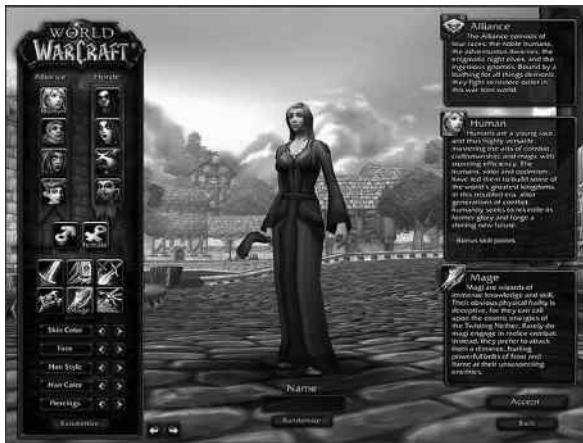 WORLD
WARCRAFT
Alliance Horde
Female
Skin Color
Face
Hair Style
Hair Color
Piercings
Randomize
Name
Randomize
Alliance
The Alliance consists of
four races: the noble humans,
the adventurous dwarves, the
enigmatic night elves, and the
ingenious gnomes. Bound by a
loathing for all things demonic,
they fight to restore order in
this war-torn world.
Human
Humans are a young race,
and thus highly versatile,
mastering the arts of combat,
craftsmanship, and magic with
stunning efficiency. The
humans' valor and optimism
have led them to build some of
the world's greatest kingdoms.
In this troubled era, after
generations of conflict,
humanity seeks to rekindle its
former glory and forge a
shining new future.
Mage
Magi are wizards of
immense knowledge and skill.
Their obvious physical frailty is
deceptive, for they can call
upon the cosmic energies of
the Twisting Nether. Rarely do
magi engage in melee combat.
Instead, they prefer to attack
from a distance, hurling
powerful bolts of frost and
flame at their unsuspecting
enemies.
Accept
Back